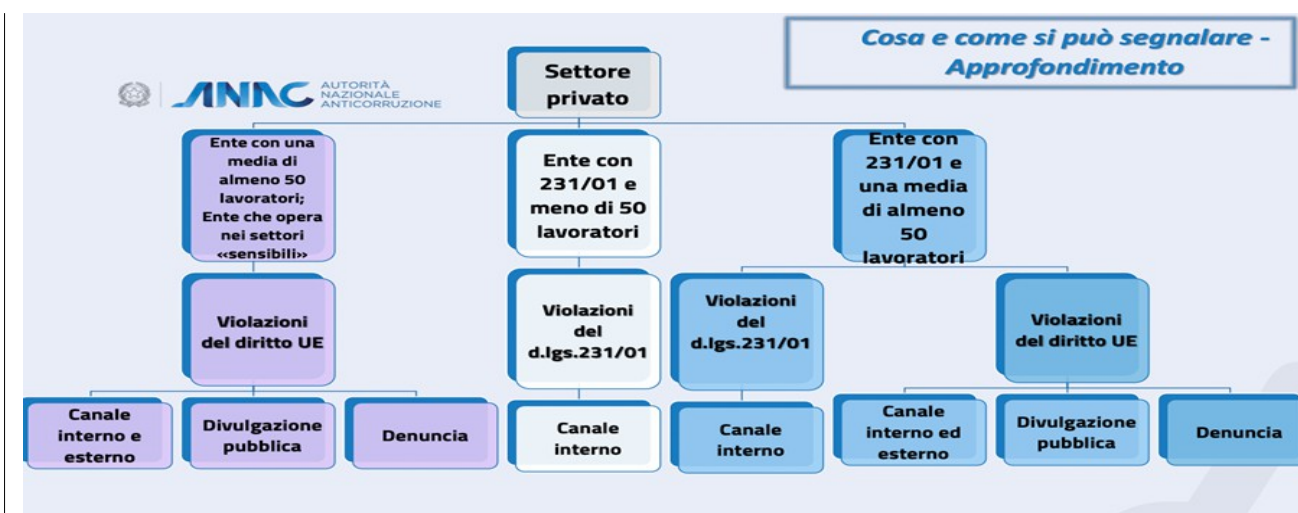 Cosa e come si può segnalare -
Approfondimento
ANAC
AUTORITÀ
NAZIONALE
ANTICORRUZIONE
Settore
privato
Ente con una
media di
almeno 50
lavoratori;
Ente che opera
nei settori
«sensibili»
Ente con
231/01 e
meno di 50
lavoratori
Ente con
231/01 e
una media
di almeno
50
lavoratori
Violazioni
del diritto UE
Violazioni
del
d.lgs.231/01
Violazioni
del
d.lgs.231/01
Violazioni
del diritto UE
Canale
interno e
esterno
Divulgazione
pubblica
Denuncia
Canale
interno
Canale
interno
Canale
interno ed
esterno
Divulgazione
pubblica
Denuncia